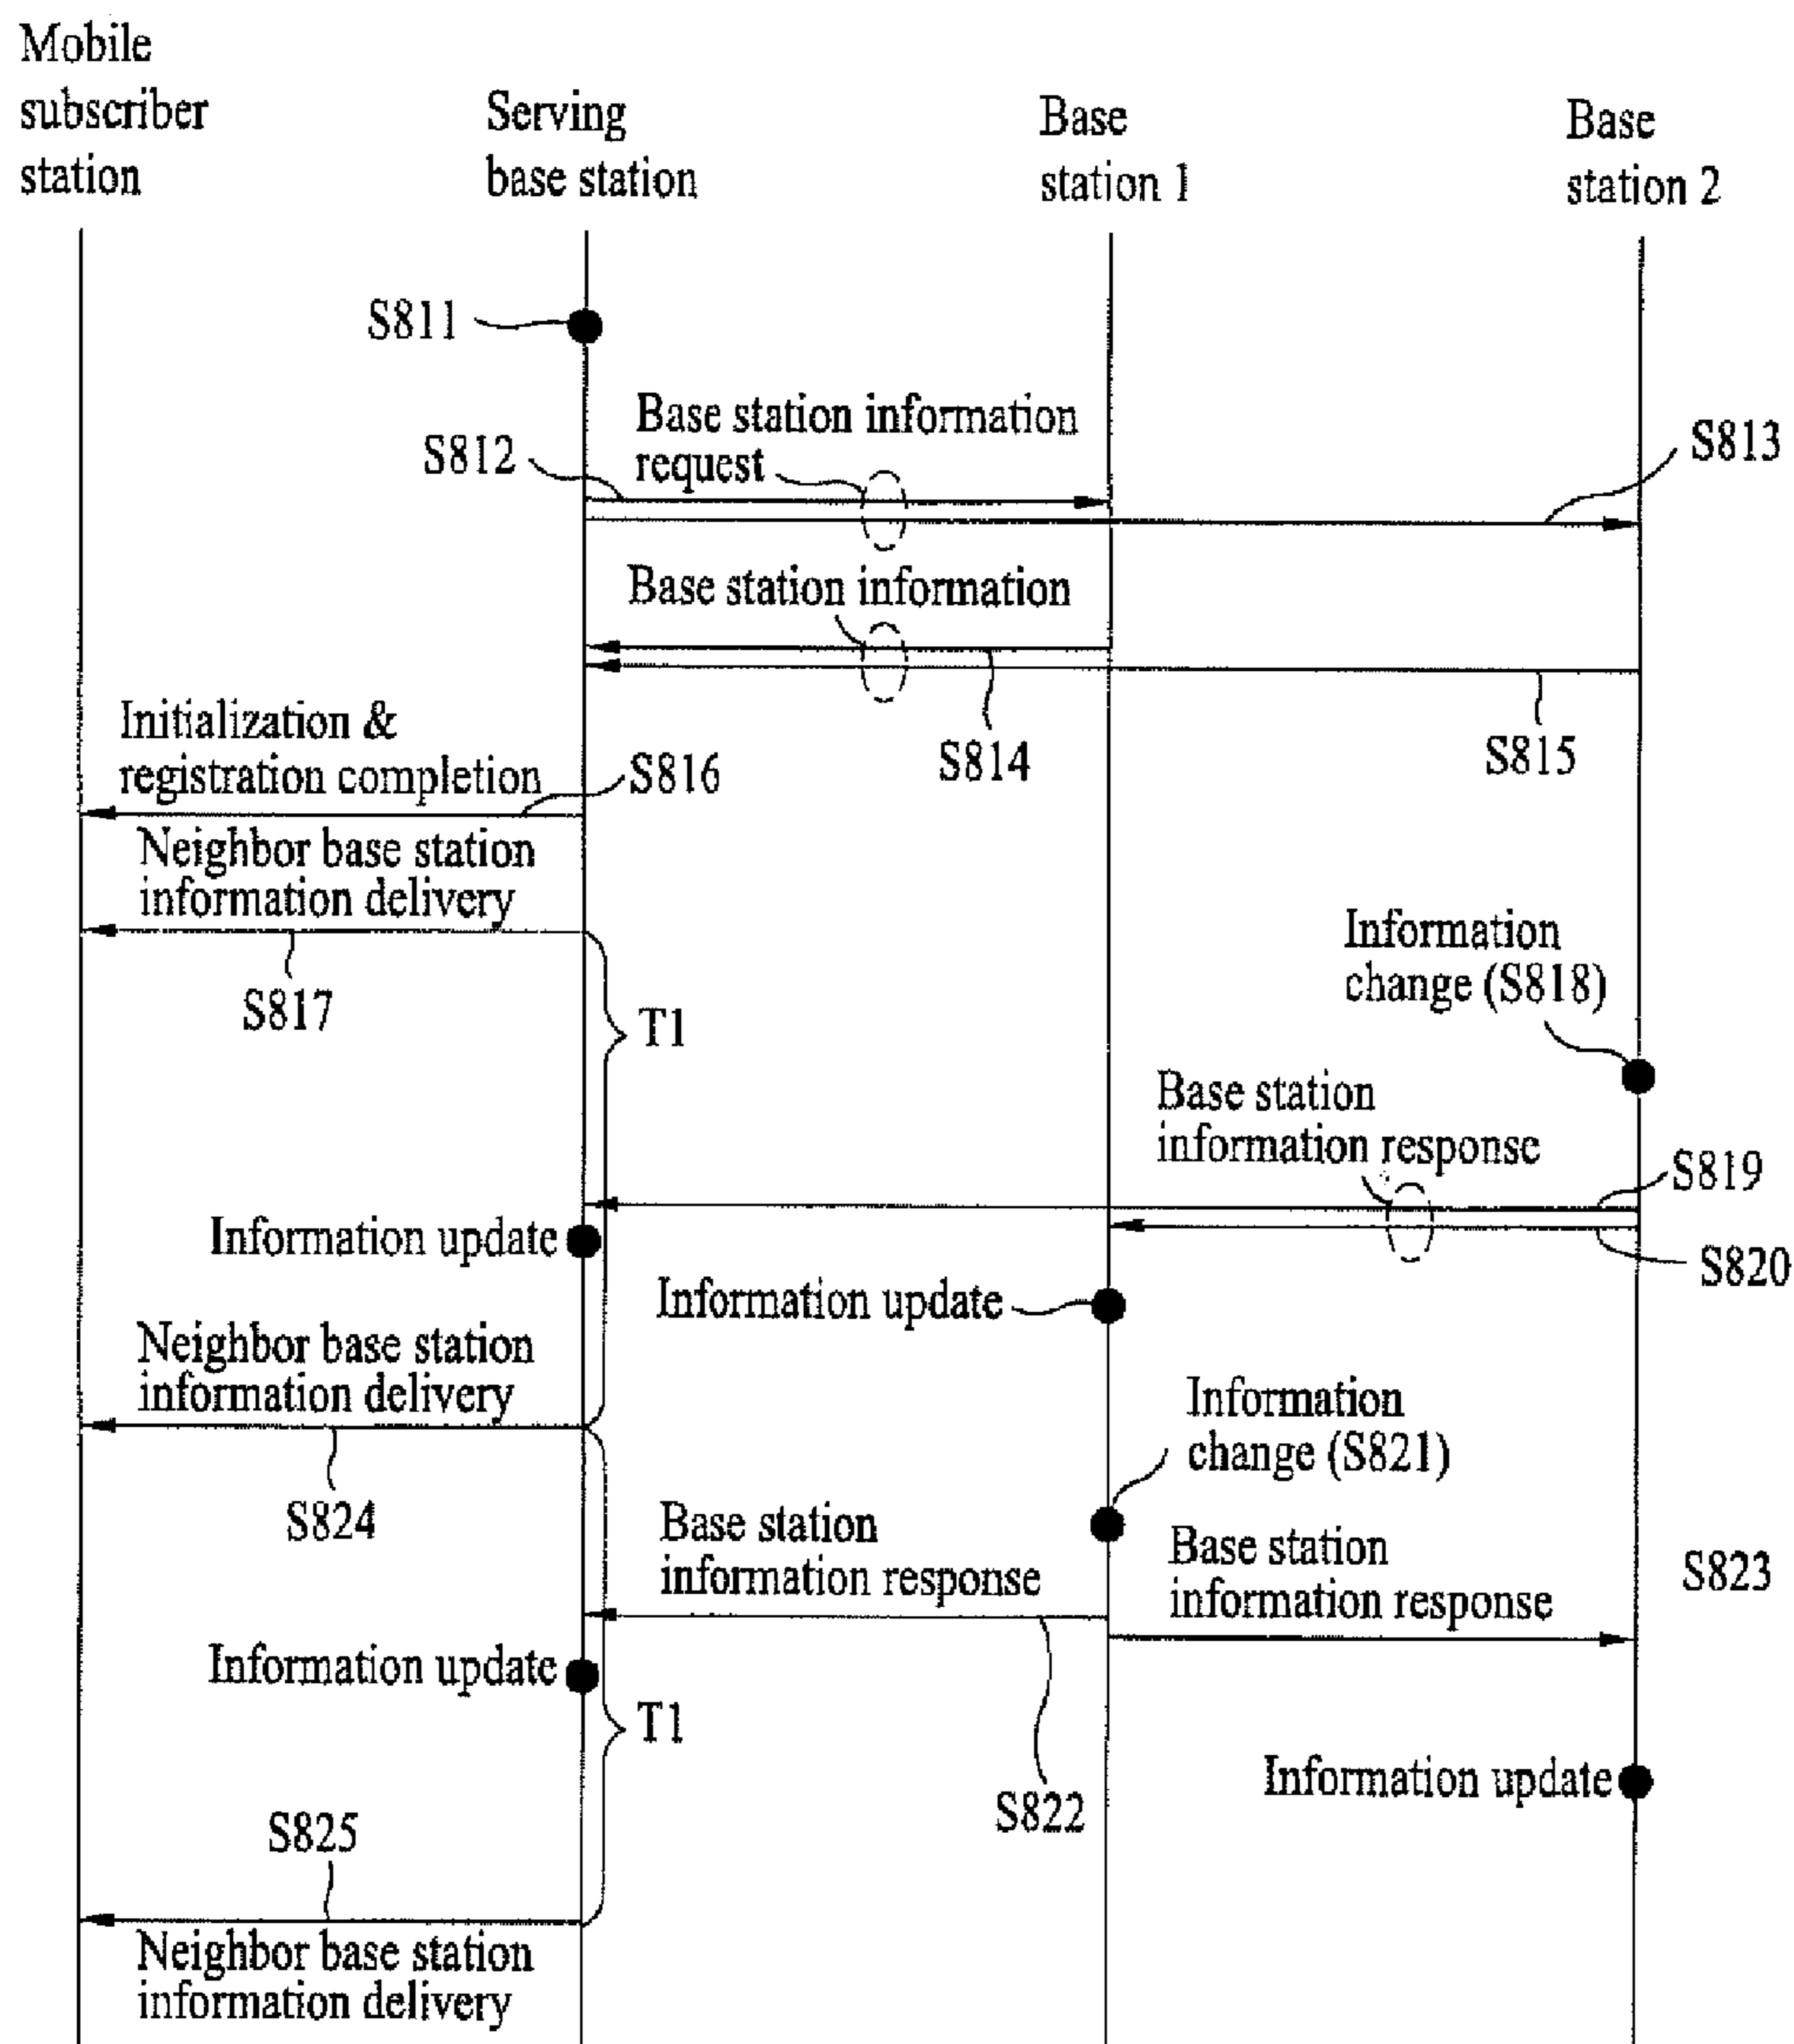 Mobile
subscriber
station
Serving
base station
Base
station 1
Base
station 2
S811
Base station information
request
S812
S813
Base station information
S814
S815
Initialization &
registration completion
S816
Neighbor base station
information delivery
S817
T1
Information
change (S818)
Base station
information response
S819
S820
Information update
Information update
Neighbor base station
information delivery
S824
Information
change (S821)
Base station
information response
Base station
information response
S823
Information update
T1
S822
Information update
S825
Neighbor base station
information delivery